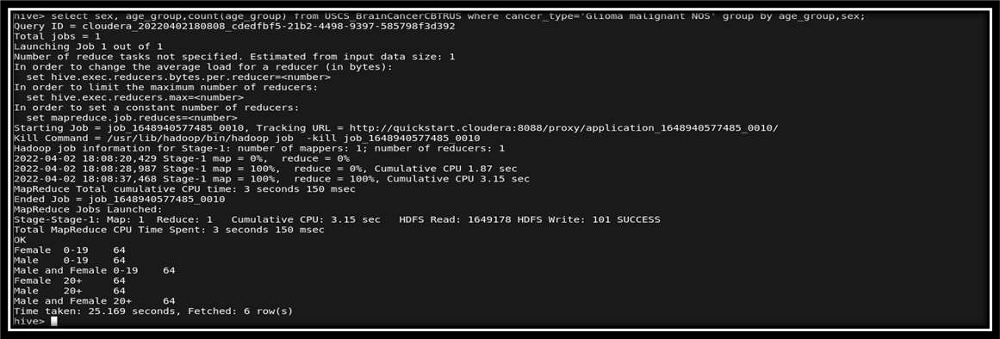 hive> select sex, age_group,count(age_group) from USCS_BrainCancerCBTRUS where cancer_type='Glioma malignant NOS' group by age_group,sex;
Query ID = cloudera_20220402180808_cdedfbf5-21b2-4498-9397-585798f3d392
Total jobs = 1
Launching Job 1 out of 1
Number of reduce tasks not specified. Estimated from input data size: 1
In order to change the average load for a reducer (in bytes):
  set hive.exec.reducers.bytes.per.reducer=<number>
In order to limit the maximum number of reducers:
  set hive.exec.reducers.max=<number>
In order to set a constant number of reducers:
  set mapreduce.job.reduces=<number>
Starting Job = job_1648940577485_0010, Tracking URL = http://quickstart.cloudera:8088/proxy/application_1648940577485_0010/
Kill Command = /usr/lib/hadoop/bin/hadoop job  -kill job_1648940577485_0010
Hadoop job information for Stage-1: number of mappers: 1; number of reducers: 1
2022-04-02 18:08:20,429 Stage-1 map = 0%,  reduce = 0%
2022-04-02 18:08:28,987 Stage-1 map = 100%,  reduce = 0%, Cumulative CPU 1.87 sec
2022-04-02 18:08:37,468 Stage-1 map = 100%,  reduce = 100%, Cumulative CPU 3.15 sec
MapReduce Total cumulative CPU time: 3 seconds 150 msec
Ended Job = job_1648940577485_0010
MapReduce Jobs Launched:
Stage-Stage-1: Map: 1  Reduce: 1   Cumulative CPU: 3.15 sec   HDFS Read: 1649178 HDFS Write: 101 SUCCESS
Total MapReduce CPU Time Spent: 3 seconds 150 msec
OK
Female  0-19    64
Male    0-19    64
Male and Female 0-19    64
Female  20+     64
Male    20+     64
Male and Female 20+     64
Time taken: 25.169 seconds, Fetched: 6 row(s)
hive>